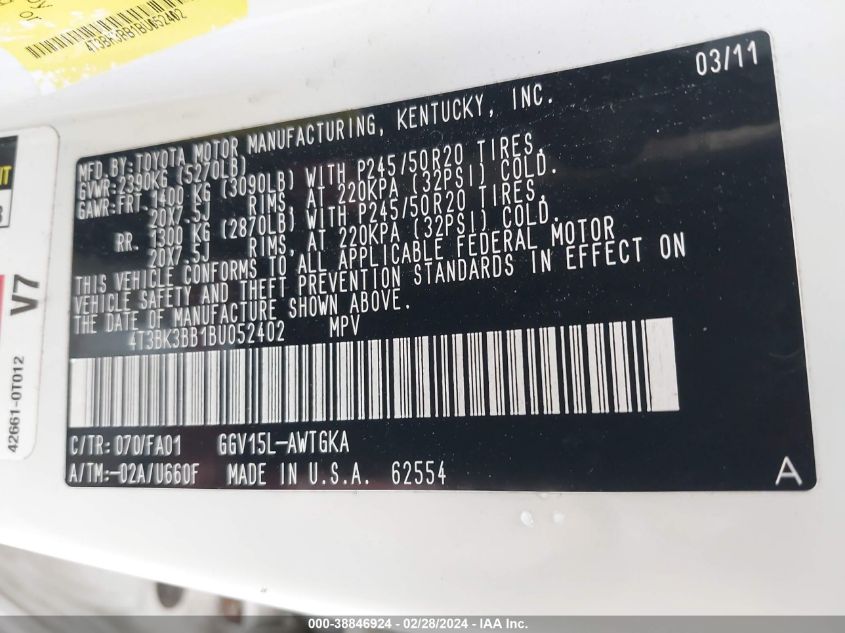 4T3BK3BB1BU052402
03/11
MFD.BY:TOYOTA MOTOR MANUFACTURING, KENTUCKY, INC.
GVWR:2390KG (5270LB)
GAWR:FRT.1400 KG (3090LB) WITH P245/50R20 TIRES,
20X7.5J RIMS, AT 220KPA (32PSI) COLD.
RR. 1300 KG (2870LB) WITH P245/50R20 TIRES,
20X7.5J RIMS, AT 220KPA (32PSI) COLD.
THIS VEHICLE CONFORMS TO ALL APPLICABLE FEDERAL MOTOR
VEHICLE SAFETY AND THEFT PREVENTION STANDARDS IN EFFECT ON
THE DATE OF MANUFACTURE SHOWN ABOVE.
4T3BK3BB1BU052402 MPV
C/TR:070/FA01 GGV15L-AWTGKA
A/TM:-02A/U660F MADE IN U.S.A. 62554
A
V7
42661-0T012
000-38846924 - 02/28/2024 - IAA Inc.